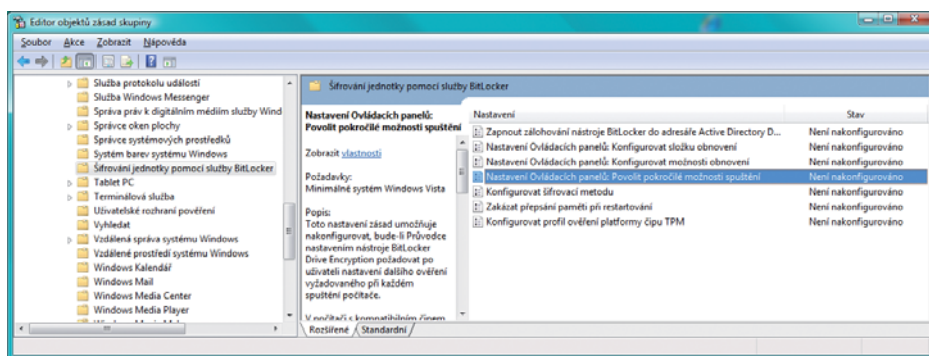 Editor objektů zásad skupiny
Soubor Akce Zobrazit Nápověda
Služba protokolu událostí
Služba Windows Messenger
Správa práv k digitálním médiím služby Wind
Správce oken plochy
Správce systémových prostředků
Systém barev systému Windows
Šifrování jednotky pomocí služby BitLocker
Tablet PC
Terminálová služba
Uživatelské rozhraní pověření
Vyhledat
Vzdálená správa systému Windows
Vzdálené prostředí systému Windows
Windows Kalendář
Windows Mail
Windows Media Center
Windows Media Player
Šifrování jednotky pomocí služby BitLocker
Nastavení Ovládacích panelů:
Povolit pokročilé možnosti spuštění
Zobrazit vlastnosti
Požadavky:
Minimálně systém Windows Vista
Popis:
Toto nastavení zásad umožňuje
nakonfigurovat, bude-li Průvodce
nastavením nástroje BitLocker
Drive Encryption požadovat po
uživateli nastavení dalšího ověření
vyžadovaného při každém
spuštění počítače.
V počítači s kompatibilním čipem
Nastavení Stav
Zapnout zálohování nástroje BitLocker do adresáře Active Directory D... Není nakonfigurováno
Nastavení Ovládacích panelů: Konfigurovat složku obnovení Není nakonfigurováno
Nastavení Ovládacích panelů: Konfigurovat možnosti obnovení Není nakonfigurováno
Nastavení Ovládacích panelů: Povolit pokročilé možnosti spuštění Není nakonfigurováno
Konfigurovat šifrovací metodu Není nakonfigurováno
Zakázat přepsání paměti při restartování Není nakonfigurováno
Konfigurovat profil ověření platformy čipu TPM Není nakonfigurováno
Rozšířené Standardní